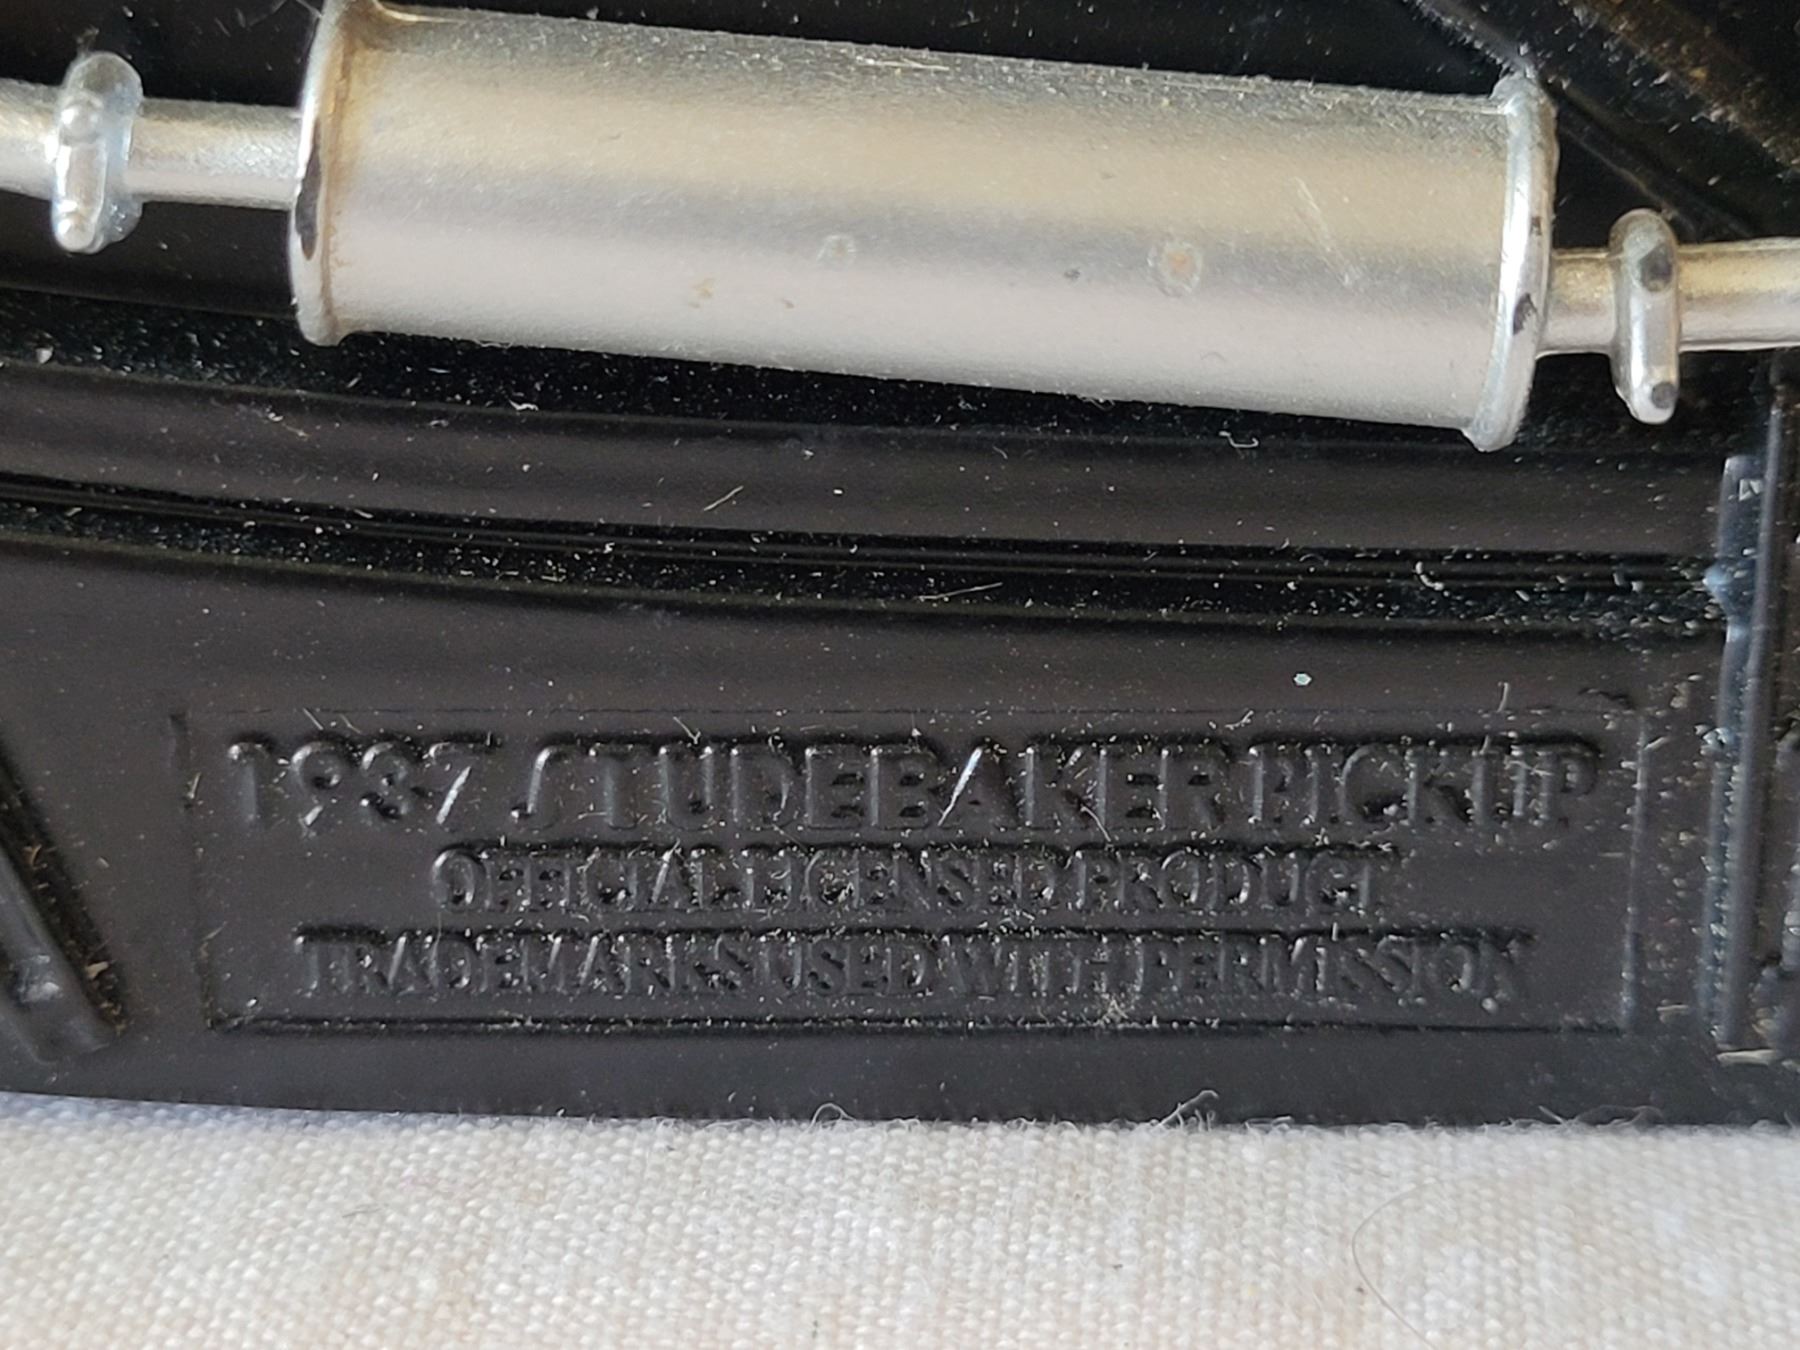 1937 STUDEBAKER PICKUP
OFFICIAL LICENSED PRODUCT
TRADEMARKS USED WITH PERMISSION